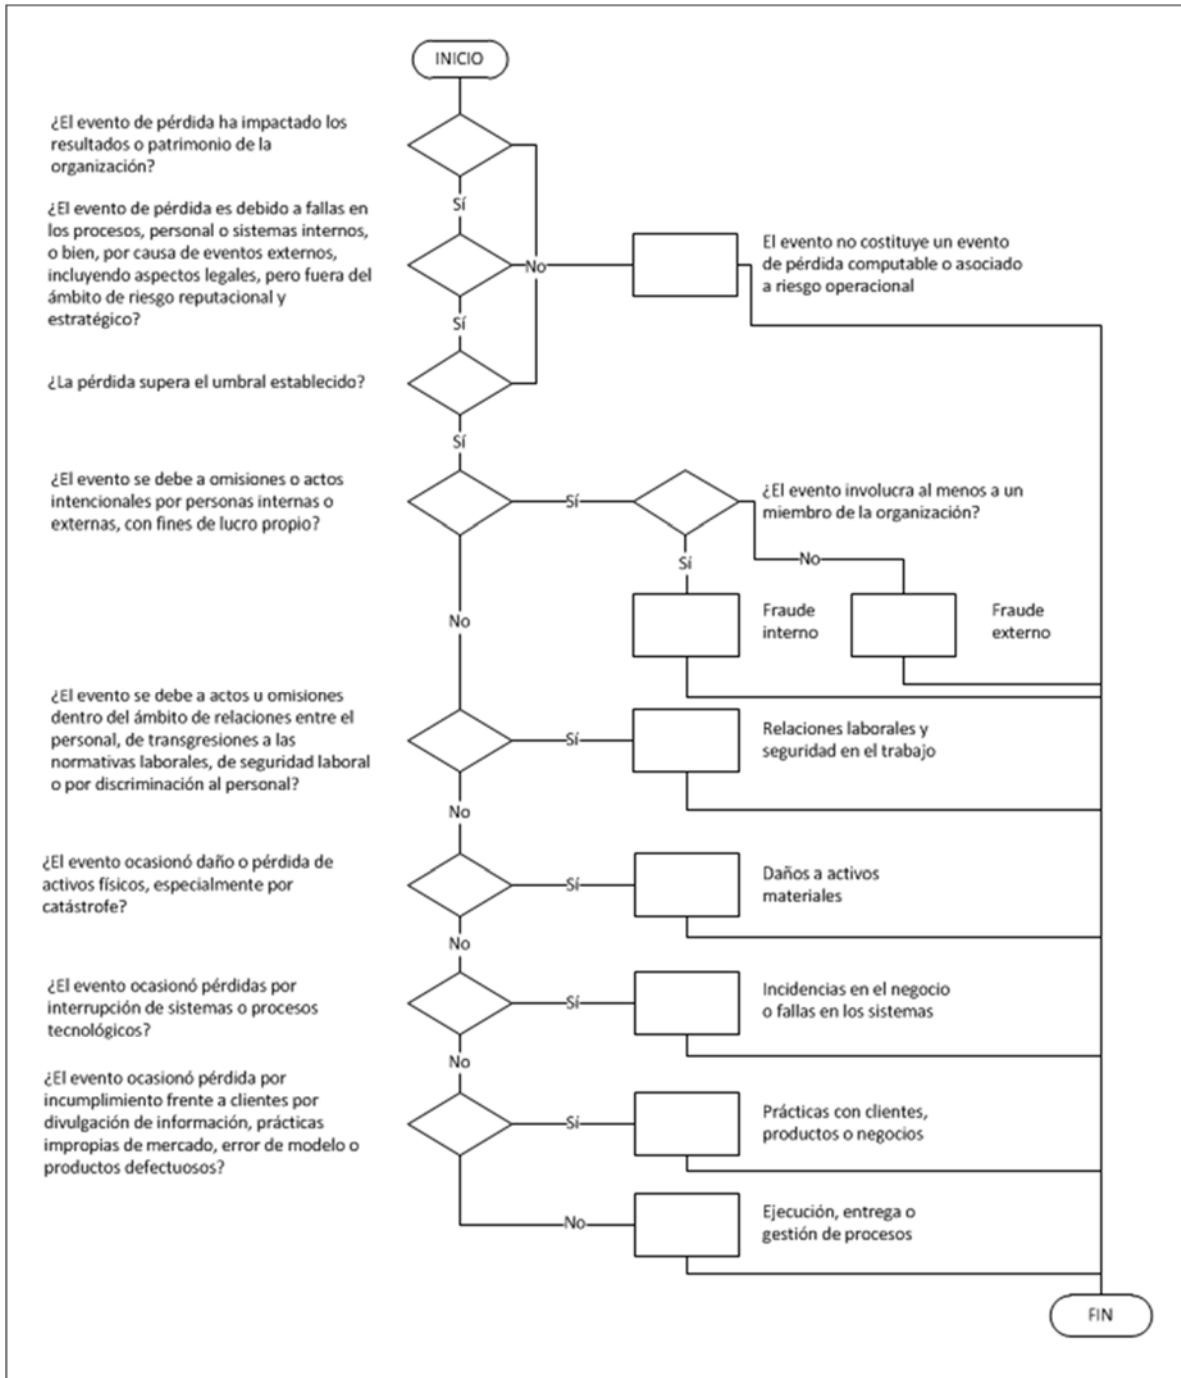 INICIO
¿El evento de pérdida ha impactado los
resultados o patrimonio de la
organización?
Sí
¿El evento de pérdida es debido a fallas en
los procesos, personal o sistemas internos,
o bien, por causa de eventos externos,
incluyendo aspectos legales, pero fuera del
ámbito de riesgo reputacional y
estratégico?
No
El evento no costituye un evento
de pérdida computable o asociado
a riesgo operacional
Sí
¿La pérdida supera el umbral establecido?
Sí
¿El evento se debe a omisiones o actos
intencionales por personas internas o
externas, con fines de lucro propio?
Sí
¿El evento involucra al menos a un
miembro de la organización?
Sí
No
Fraude
interno
Fraude
externo
No
¿El evento se debe a actos u omisiones
dentro del ámbito de relaciones entre el
personal, de transgresiones a las
normativas laborales, de seguridad laboral
o por discriminación al personal?
Sí
Relaciones laborales y
seguridad en el trabajo
No
¿El evento ocasionó daño o pérdida de
activos físicos, especialmente por
catástrofe?
Sí
Daños a activos
materiales
No
¿El evento ocasionó pérdidas por
interrupción de sistemas o procesos
tecnológicos?
Sí
Incidencias en el negocio
o fallas en los sistemas
No
¿El evento ocasionó pérdida por
incumplimiento frente a clientes por
divulgación de información, prácticas
impropias de mercado, error de modelo o
productos defectuosos?
Sí
Prácticas con clientes,
productos o negocios
No
Ejecución, entrega o
gestión de procesos
FIN